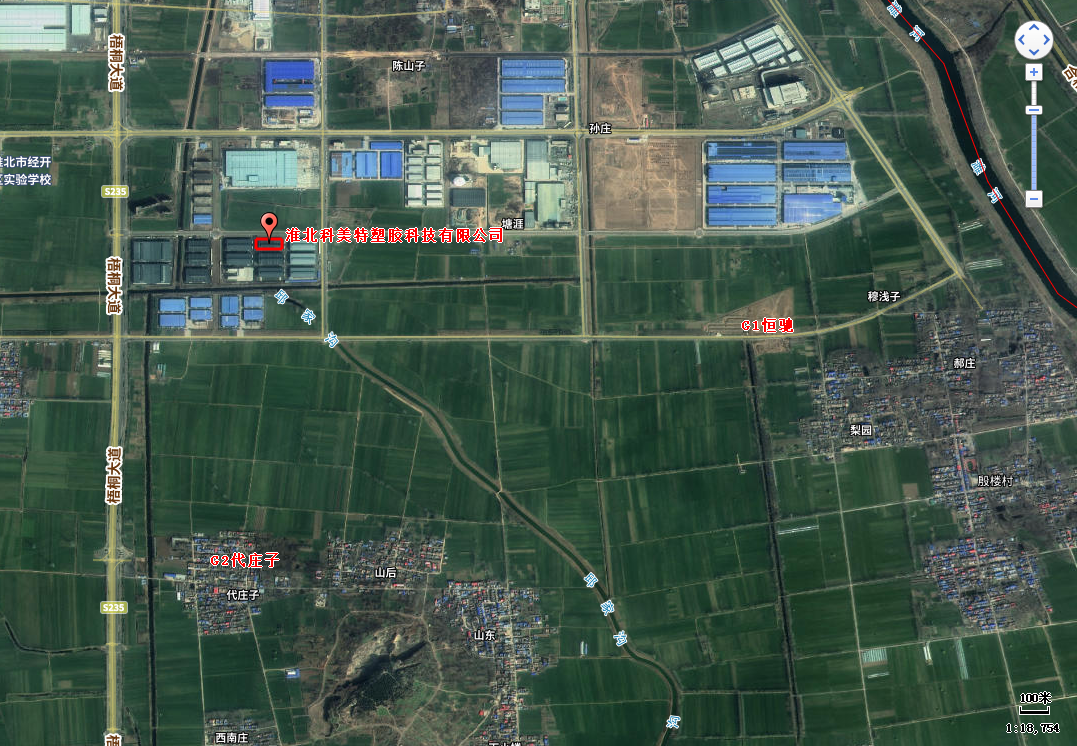 梧桐大道
陈山子
孙庄
淮北市经开
区实验学校
S235
塘涯
淮北科美特塑胶科技有限公司
梧桐大道
穆浅子
G1恒驰
郝庄
梨园
梧桐大道
殷楼村
G2代庄子
山后
代庄子
S235
山东
西南庄
梧
100米
1:18,754